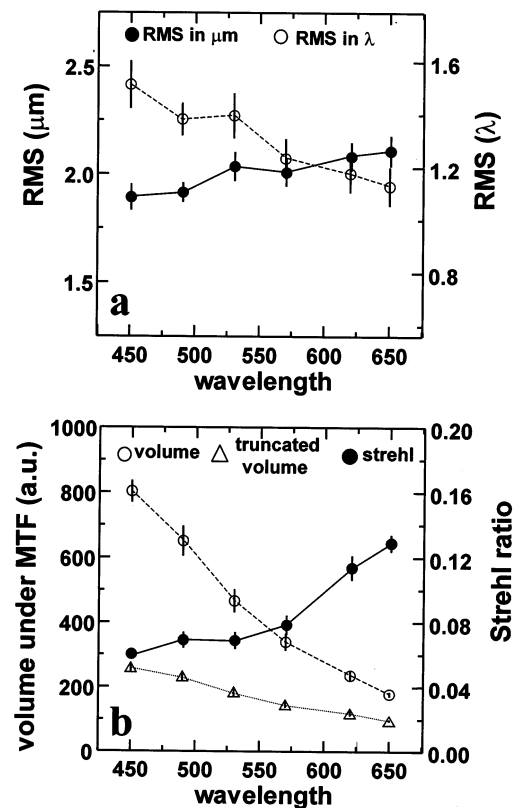 RMS in μm RMS in λ
2.5
2.0
1.5
RMS (μm)
1.6
1.2
0.8
RMS (λ)
a
450 500 550 600 650
wavelength
1000
800
600
400
300
200
0
volume under MTF (a.u.)
volume truncated volume strehl
0.20
0.16
0.12
0.08
0.04
0.00
Strehl ratio
b
450 500 550 600 650
wavelength